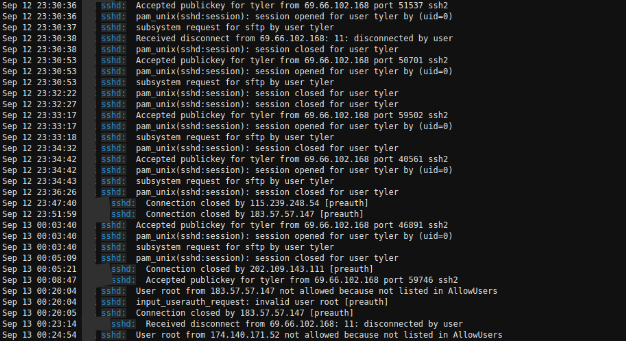 Sep 12 23:30:36 sshd: Accepted publickey for tyler from 69.66.102.168 port 51537 ssh2
Sep 12 23:30:36 sshd: pam_unix(sshd:session): session opened for user tyler by (uid=0)
Sep 12 23:30:37 sshd: subsystem request for sftp by user tyler
Sep 12 23:30:38 sshd: Received disconnect from 69.66.102.168: 11: disconnected by user
Sep 12 23:30:38 sshd: pam_unix(sshd:session): session closed for user tyler
Sep 12 23:30:53 sshd: Accepted publickey for tyler from 69.66.102.168 port 50701 ssh2
Sep 12 23:30:53 sshd: pam_unix(sshd:session): session opened for user tyler by (uid=0)
Sep 12 23:30:53 sshd: subsystem request for sftp by user tyler
Sep 12 23:32:22 sshd: pam_unix(sshd:session): session closed for user tyler
Sep 12 23:32:27 sshd: pam_unix(sshd:session): session closed for user tyler
Sep 12 23:33:17 sshd: Accepted publickey for tyler from 69.66.102.168 port 59502 ssh2
Sep 12 23:33:17 sshd: pam_unix(sshd:session): session opened for user tyler by (uid=0)
Sep 12 23:33:18 sshd: subsystem request for sftp by user tyler
Sep 12 23:34:32 sshd: pam_unix(sshd:session): session closed for user tyler
Sep 12 23:34:42 sshd: Accepted publickey for tyler from 69.66.102.168 port 40561 ssh2
Sep 12 23:34:42 sshd: pam_unix(sshd:session): session opened for user tyler by (uid=0)
Sep 12 23:34:43 sshd: subsystem request for sftp by user tyler
Sep 12 23:36:26 sshd: pam_unix(sshd:session): session closed for user tyler
Sep 12 23:47:40 sshd: Connection closed by 115.239.248.54 [preauth]
Sep 12 23:51:59 sshd: Connection closed by 183.57.57.147 [preauth]
Sep 13 00:03:40 sshd: Accepted publickey for tyler from 69.66.102.168 port 46891 ssh2
Sep 13 00:03:40 sshd: pam_unix(sshd:session): session opened for user tyler by (uid=0)
Sep 13 00:03:40 sshd: subsystem request for sftp by user tyler
Sep 13 00:05:09 sshd: pam_unix(sshd:session): session closed for user tyler
Sep 13 00:05:21 sshd: Connection closed by 202.109.143.111 [preauth]
Sep 13 00:08:47 sshd: Accepted publickey for tyler from 69.66.102.168 port 59746 ssh2
Sep 13 00:20:04 sshd: User root from 183.57.57.147 not allowed because not listed in AllowUsers
Sep 13 00:20:04 sshd: input_userauth_request: invalid user root [preauth]
Sep 13 00:20:05 sshd: Connection closed by 183.57.57.147 [preauth]
Sep 13 00:23:14 sshd: Received disconnect from 69.66.102.168: 11: disconnected by user
Sep 13 00:24:54 sshd: User root from 174.140.171.52 not allowed because not listed in AllowUsers